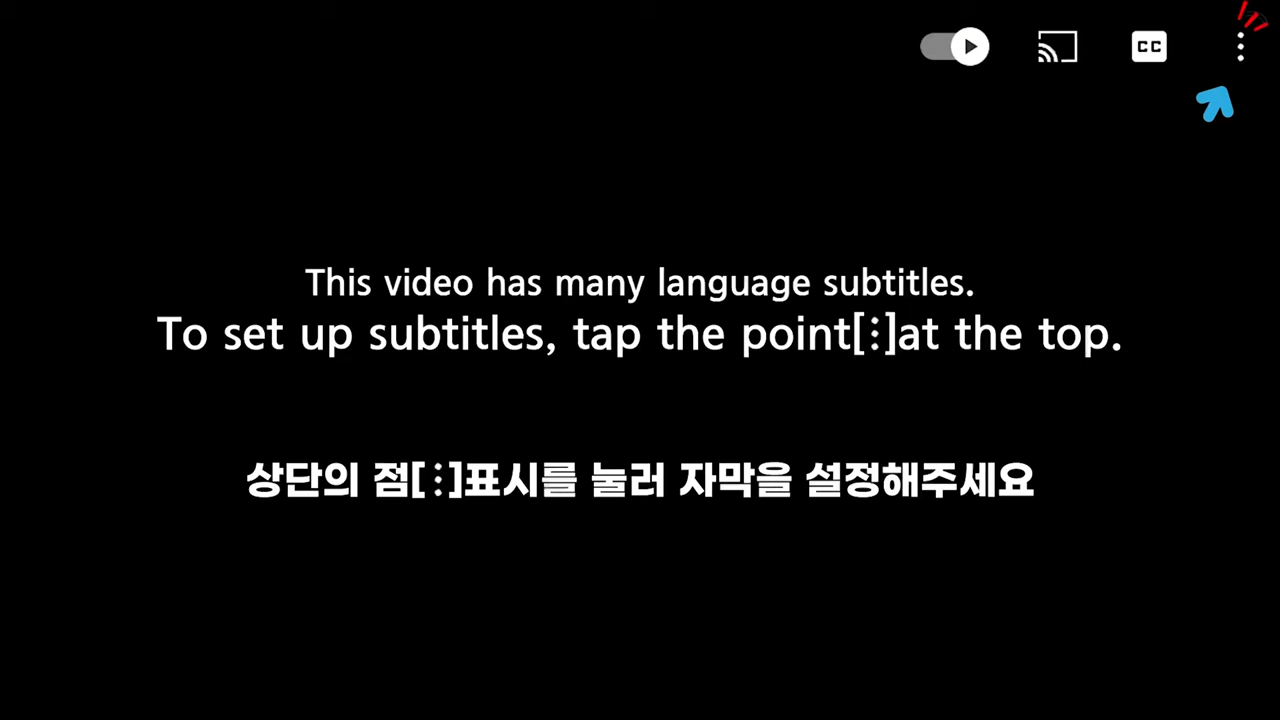 CC
This video has many language subtitles.
To set up subtitles, tap the point[⋮]at the top.
상단의 점[⋮]표시를 눌러 자막을 설정해주세요